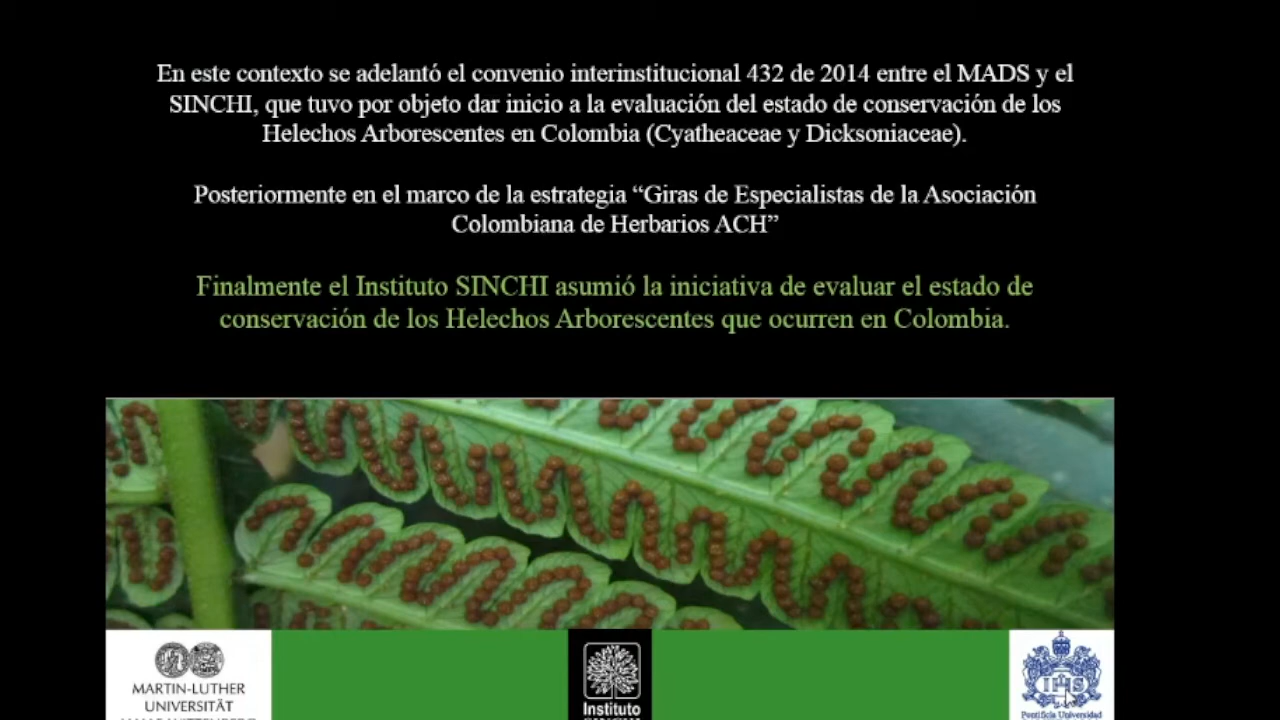 En este contexto se adelantó el convenio interinstitucional 432 de 2014 entre el MADS y el
SINCHI, que tuvo por objeto dar inicio a la evaluación del estado de conservación de los
Helechos Arborescentes en Colombia (Cyatheaceae y Dicksoniaceae).
Posteriormente en el marco de la estrategia “Giras de Especialistas de la Asociación
Colombiana de Herbarios ACH”
Finalmente el Instituto SINCHI asumió la iniciativa de evaluar el estado de
conservación de los Helechos Arborescentes que ocurren en Colombia.
MARTIN-LUTHER
UNIVERSITÄT
Instituto
SINCHI
IHS
Pontificia Universidad